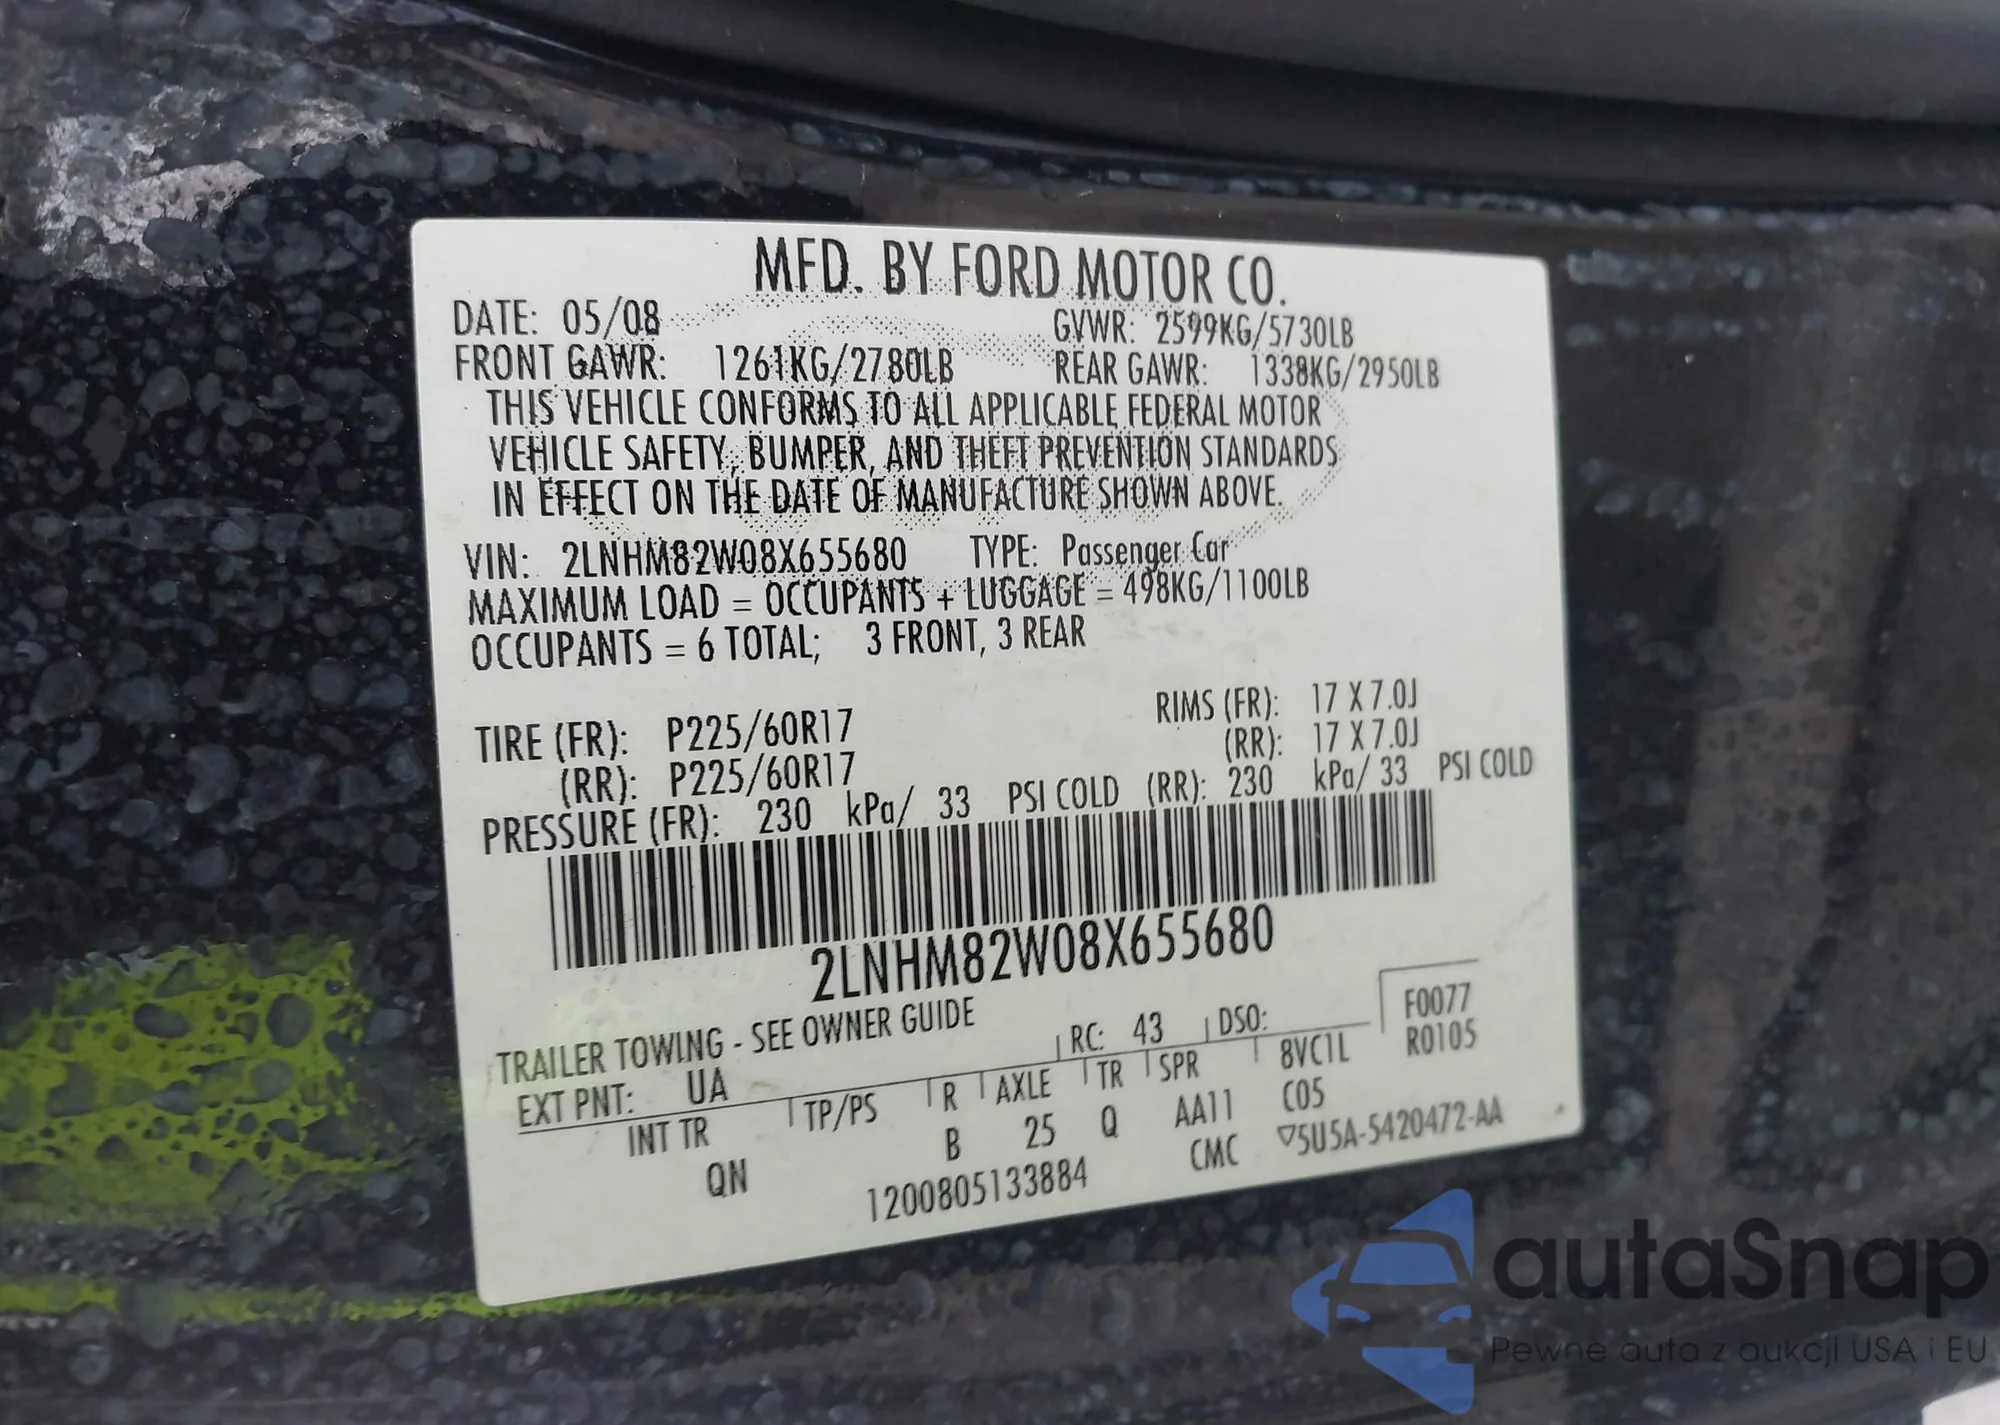 MFD. BY FORD MOTOR CO.
DATE: 05/08 GVWR: 2599KG/5730LB
FRONT GAWR: 1261KG/2780LB REAR GAWR: 1338KG/2950LB
THIS VEHICLE CONFORMS TO ALL APPLICABLE FEDERAL MOTOR
VEHICLE SAFETY, BUMPER, AND THEFT PREVENTION STANDARDS
IN EFFECT ON THE DATE OF MANUFACTURE SHOWN ABOVE.
VIN: 2LNHM82W08X655680 TYPE: Passenger Car
MAXIMUM LOAD = OCCUPANTS + LUGGAGE = 498KG/1100LB
OCCUPANTS = 6 TOTAL; 3 FRONT, 3 REAR
TIRE (FR): P225/60R17 RIMS (FR): 17 X 7.0J
(RR): P225/60R17 (RR): 17 X 7.0J
PRESSURE (FR): 230 kPa/ 33 PSI COLD (RR): 230 kPa/ 33 PSI COLD
2LNHM82W08X655680
TRAILER TOWING - SEE OWNER GUIDE RC: 43 DSO: F0077
EXT PNT: UA R0105
INT TR TP/PS R AXLE TR SPR 8VC1L
QN B 25 Q AA11 C05
1200805133884 CMC ▽5U5A-5420472-AA
autaSnap
Pewne auta z aukcji USA i EU